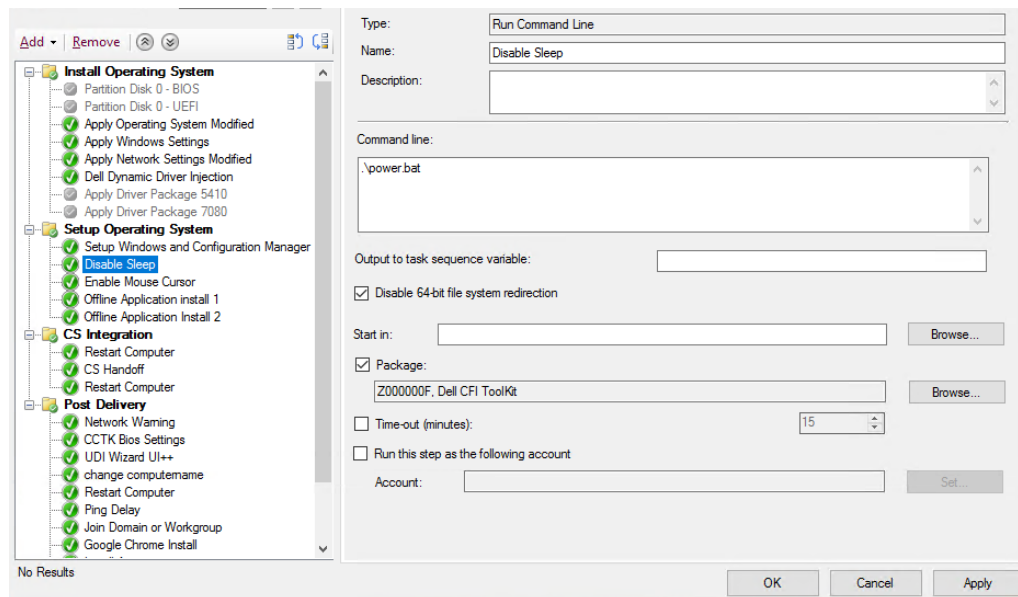 Add
Remove
Install Operating System
Partition Disk 0 - BIOS
Partition Disk 0 - UEFI
Apply Operating System Modified
Apply Windows Settings
Apply Network Settings Modified
Dell Dynamic Driver Injection
Apply Driver Package 5410
Apply Driver Package 7080
Setup Operating System
Setup Windows and Configuration Manager
Disable Sleep
Enable Mouse Cursor
Offline Application install 1
Offline Application Install 2
CS Integration
Restart Computer
CS Handoff
Restart Computer
Post Delivery
Network Warning
CCTK Bios Settings
UDI Wizard UI++
change computername
Restart Computer
Ping Delay
Join Domain or Workgroup
Google Chrome Install
No Results
Type:
Run Command Line
Name:
Disable Sleep
Description:
Command line:
.\power.bat
Output to task sequence variable:
Disable 64-bit file system redirection
Start in:
Browse...
Package:
Z000000F, Dell CFI ToolKit
Browse...
Time-out (minutes):
15
Run this step as the following account
Account:
Set...
OK
Cancel
Apply